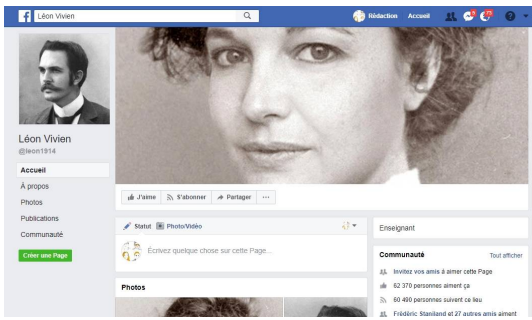 f Léon Vivien
Rédaction Accueil
Léon Vivien
@leon1914
Accueil
À propos
Photos
Publications
Communauté
Créer une Page
J'aime S'abonner Partager ...
Statut Photo/Vidéo
Écrivez quelque chose sur cette Page...
Photos
Enseignant
Communauté Tout afficher
Invitez vos amis à aimer cette Page
62 370 personnes aiment ça
60 490 personnes suivent ce lieu
Frédéric Staniland et 27 autres amis aiment